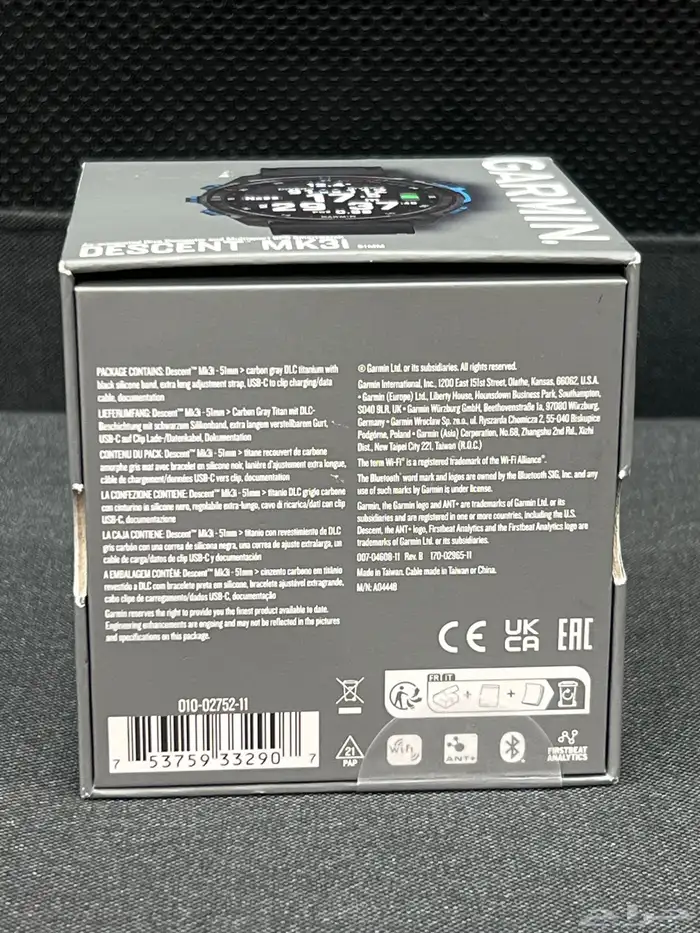 GARMIN.
DESCENT MK3i 51MM
PACKAGE CONTAINS: Descent™ Mk3i - 51mm > carbon gray DLC titanium with
black silicone band, extra long adjustment strap, USB-C to clip charging/data
cable, documentation
LIEFERUMFANG: Descent™ Mk3i - 51mm > Carbon Gray Titan mit DLC-
Beschichtung mit schwarzem Silikonband, extra langem verstellbarem Gurt,
USB-C auf Clip Lade-/Datenkabel, Dokumentation
CONTENU DU PACK: Descent™ Mk3i - 51mm > titane recouvert de carbone
amorphe gris mat avec bracelet en silicone noir, lanière d'ajustement extra longue,
câble de chargement/données USB-C vers clip, documentation
LA CONFEZIONE CONTIENE: Descent™ Mk3i - 51mm > titanio DLC grigio carbone
con cinturino in silicone nero, regolabile extra-lungo, cavo di ricarica/dati con clip
USB-C, documentazione
LA CAJA CONTIENE: Descent™ Mk3i - 51mm > titanio con revestimiento de DLC
gris carbón con una correa de silicona negra, una correa de ajuste extralarga, un
cable de carga/datos de clip USB-C y documentación
A EMBALAGEM CONTÉM: Descent™ Mk3i - 51mm > cinzento carbono em titânio
revestido a DLC com bracelete preta em silicone, bracelete ajustável extragrande,
cabo clipe de carregamento/dados USB-C, documentação
Garmin reserves the right to provide you the finest product available to date.
Engineering enhancements are ongoing and may not be reflected in the pictures
and specifications on this package.
© Garmin Ltd. or its subsidiaries. All rights reserved.
Garmin International, Inc., 1200 East 151st Street, Olathe, Kansas, 66062, U.S.A.
• Garmin (Europe) Ltd., Liberty House, Hounsdown Business Park, Southampton,
SO40 9LR, UK • Garmin Würzburg GmbH, Beethovenstraße 1a, 97080 Würzburg,
Germany • Garmin Wroclaw Sp. z o.o., ul. Ryszarda Chomicza 2, 55-040 Biskupice
Podgórne, Poland • Garmin (Asia) Corporation, No.68, Zhangshu 2nd Rd., Xizhi
Dist., New Taipei City 221, Taiwan (R.O.C.)
The term Wi-Fi® is a registered trademark of the Wi-Fi Alliance®.
The Bluetooth® word mark and logos are owned by the Bluetooth SIG, Inc. and any
use of such marks by Garmin is under license.
Garmin, the Garmin logo and ANT+ are trademarks of Garmin Ltd. or its
subsidiaries and are registered in one or more countries, including the U.S.
Descent, the ANT+ logo, Firstbeat Analytics and the Firstbeat Analytics logo are
trademarks of Garmin Ltd. or its subsidiaries.
007-04608-11 Rev. B 170-02965-11
Made in Taiwan. Cable made in Taiwan or China.
M/N: A04448
CE UK CA EAC
FR IT
010-02752-11
7 53759 33290 7
21
PAP
WiFi
ANT+
FIRSTBEAT
ANALYTICS